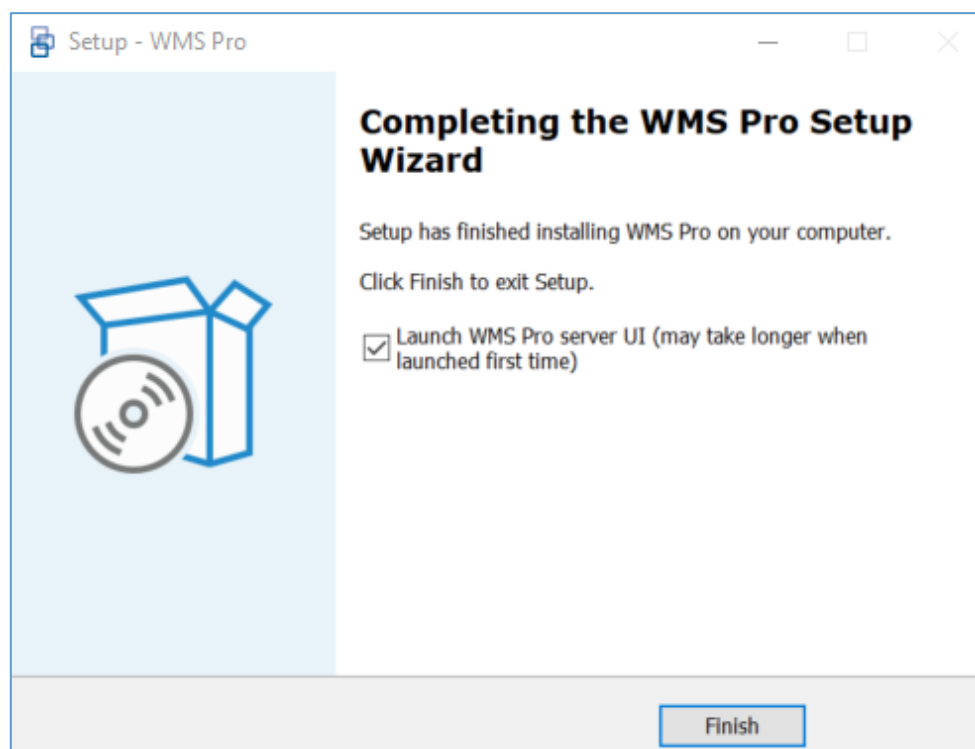 Setup - WMS Pro
Completing the WMS Pro Setup
Wizard
Setup has finished installing WMS Pro on your computer.
Click Finish to exit Setup.
Launch WMS Pro server UI (may take longer when
launched first time)
Finish